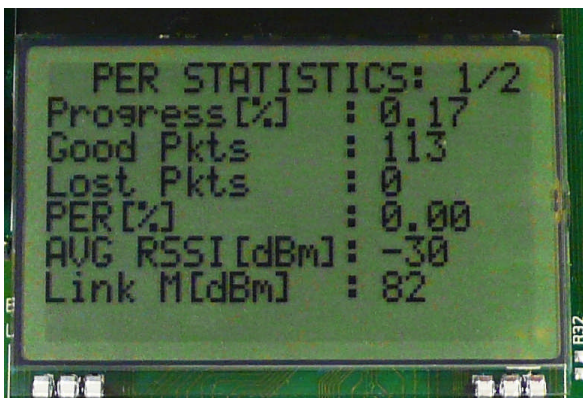 PER STATISTICS: 1/2
Progress[%] : 0.17
Good Pkts : 113
Lost Pkts : 0
PER[%] : 0.00
AVG RSSI[dBm]: -30
Link M[dBm] : 82
R32